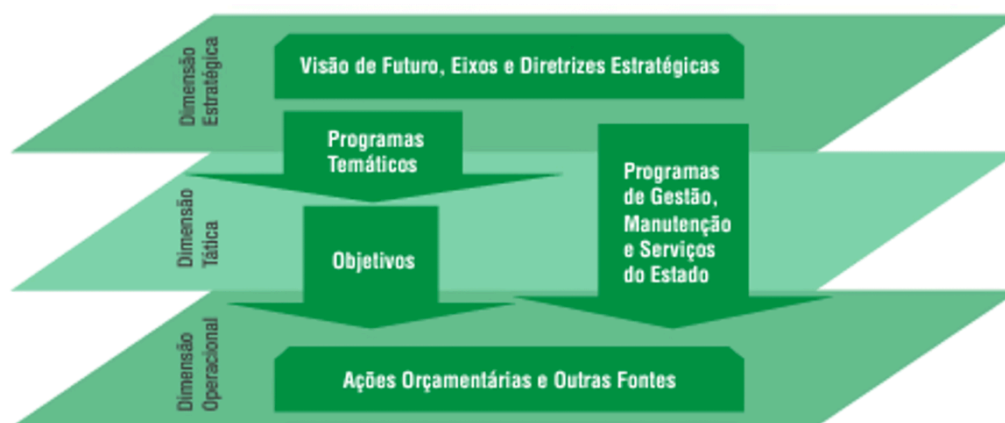 Dimensão
Estratégica
Visão de Futuro, Eixos e Diretrizes Estratégicas
Programas
Temáticos
Programas
de Gestão,
Manutenção
e Serviços
do Estado
Dimensão
Tática
Objetivos
Dimensão
Operacional
Ações Orçamentárias e Outras Fontes